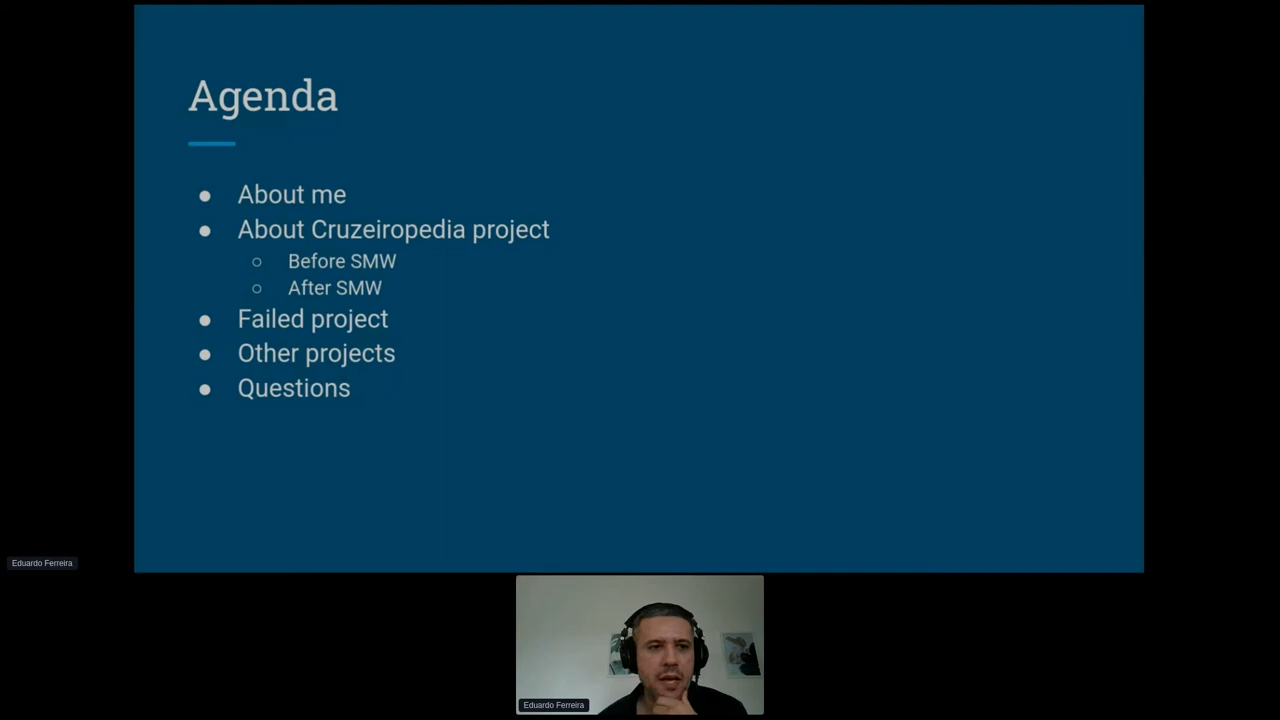 Agenda
● About me
● About Cruzeiropedia project
○ Before SMW
○ After SMW
● Failed project
● Other projects
● Questions
Eduardo Ferreira
Eduardo Ferreira